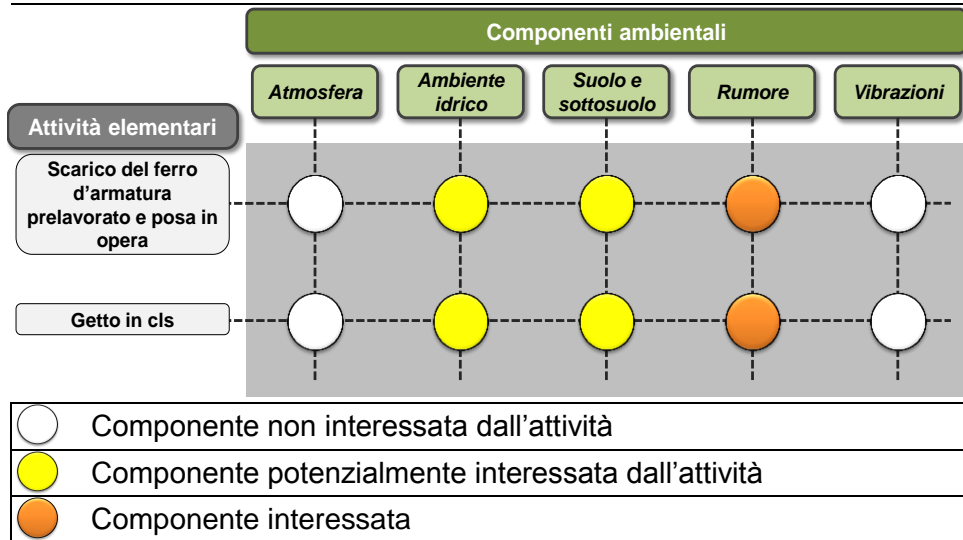 Componenti ambientali
Atmosfera
Ambiente
idrico
Suolo e
sottosuolo
Rumore
Vibrazioni
Attività elementari
Scarico del ferro
d'armatura
prelavorato e posa in
opera
Getto in cls
Componente non interessata dall'attività
Componente potenzialmente interessata dall'attività
Componente interessata